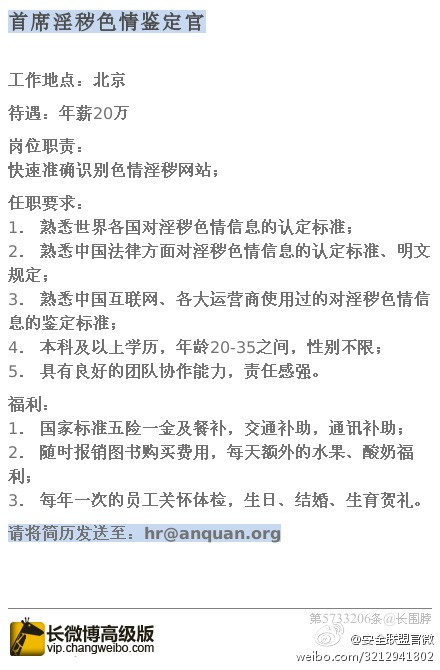 首席淫秽色情鉴定官
工作地点：北京
待遇：年薪20万
岗位职责：
快速准确识别色情淫秽网站；
任职要求：
1. 熟悉世界各国对淫秽色情信息的认定标准；
2. 熟悉中国法律方面对淫秽色情信息的认定标准、明文
规定；
3. 熟悉中国互联网、各大运营商使用过的对淫秽色情信
息的鉴定标准；
4. 本科及以上学历，年龄20-35之间，性别不限；
5. 具有良好的团队协作能力，责任感强。
福利：
1. 国家标准五险一金及餐补，交通补助，通讯补助；
2. 随时报销图书购买费用，每天额外的水果、酸奶福
利；
3. 每年一次的员工关怀体检，生日、结婚、生育贺礼。
请将简历发送至：hr@anquan.org
第5733206条@长围脖
长微博高级版
vip.changweibo.com
@安全联盟官微
weibo.com/3212941802